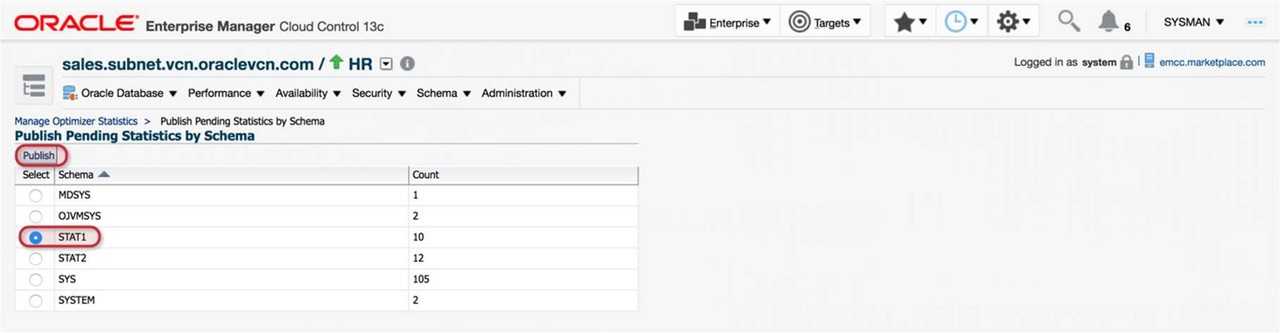 ORACLE Enterprise Manager Cloud Control 13c Enterprise Targets 6 SYSMAN
sales.subnet.vcn.oraclevcn.com / HR
Logged in as system | emcc.marketplace.com
Oracle Database Performance Availability Security Schema Administration
Manage Optimizer Statistics > Publish Pending Statistics by Schema
Publish Pending Statistics by Schema
Publish
Select Schema Count
MDSYS 1
OJVMSYS 2
STAT1 10
STAT2 12
SYS 105
SYSTEM 2